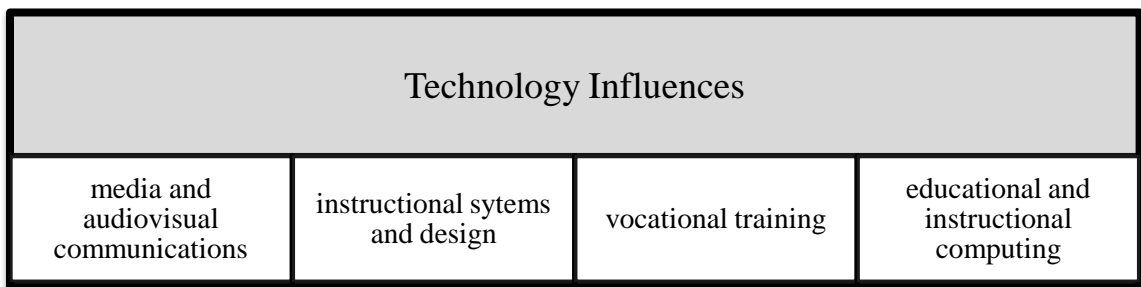 Technology Influences
media and
audiovisual
communications
instructional sytems
and design
vocational training
educational and
instructional
computing